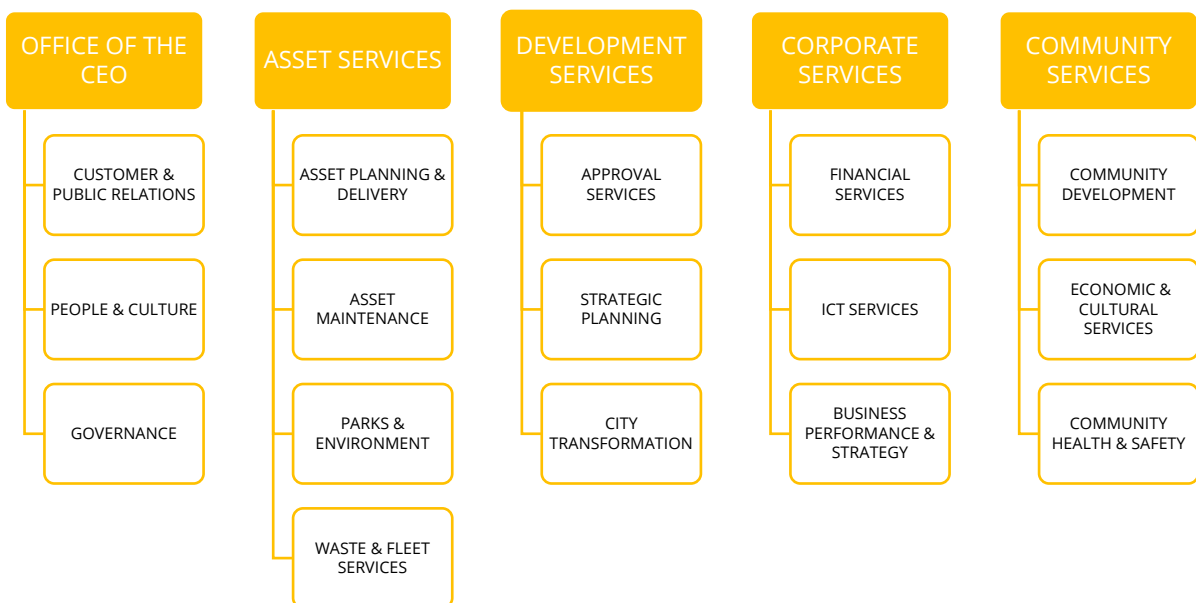 OFFICE OF THE
CEO
CUSTOMER &
PUBLIC RELATIONS
PEOPLE & CULTURE
GOVERNANCE
ASSET SERVICES
ASSET PLANNING &
DELIVERY
ASSET
MAINTENANCE
PARKS &
ENVIRONMENT
WASTE & FLEET
SERVICES
DEVELOPMENT
SERVICES
APPROVAL
SERVICES
STRATEGIC
PLANNING
CITY
TRANSFORMATION
CORPORATE
SERVICES
FINANCIAL
SERVICES
ICT SERVICES
BUSINESS
PERFORMANCE &
STRATEGY
COMMUNITY
SERVICES
COMMUNITY
DEVELOPMENT
ECONOMIC &
CULTURAL
SERVICES
COMMUNITY
HEALTH & SAFETY